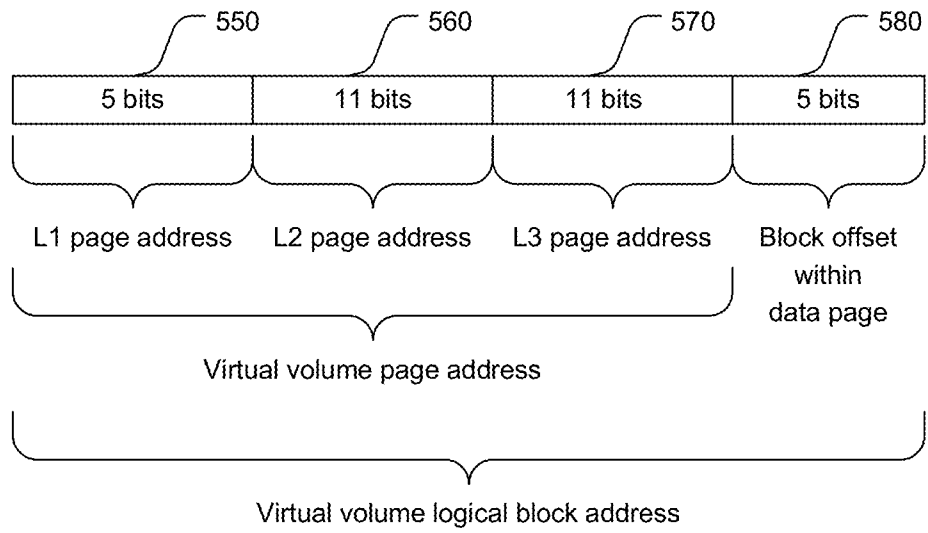 550 560 570 580
5 bits 11 bits 11 bits 5 bits
L1 page address L2 page address L3 page address Block offset
within
data page
Virtual volume page address
Virtual volume logical block address